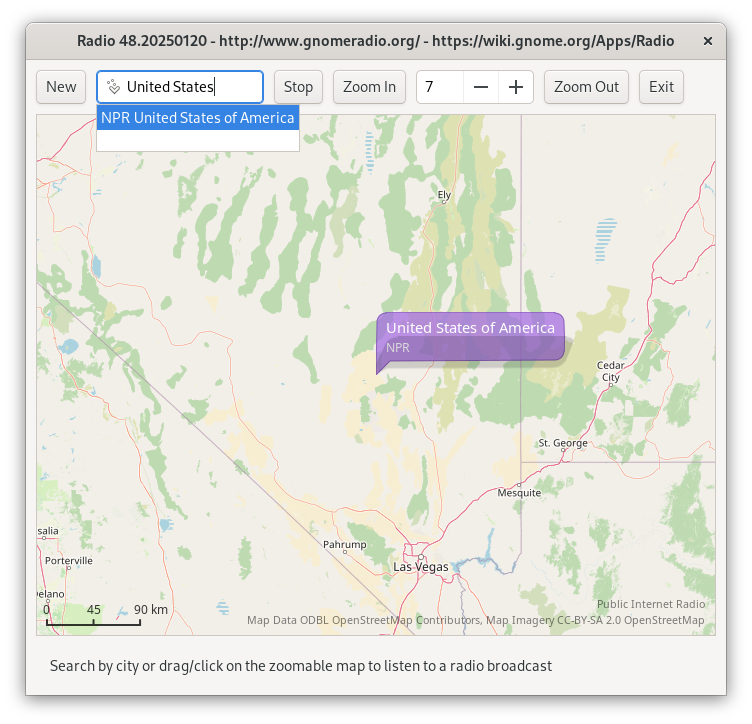 Radio 48.20250120 - http://www.gnomeradio.org/ - https://wiki.gnome.org/Apps/Radio
New
United States
Stop
Zoom In
7
Zoom Out
Exit
NPR United States of America
Ely
United States of America
NPR
Cedar
City
St. George
Mesquite
salia
Pahrump
Porterville
Las Vegas
elano
0 45 90 km
Public Internet Radio
Map Data ODBL OpenStreetMap Contributors, Map Imagery CC-BY-SA 2.0 OpenStreetMap
Search by city or drag/click on the zoomable map to listen to a radio broadcast